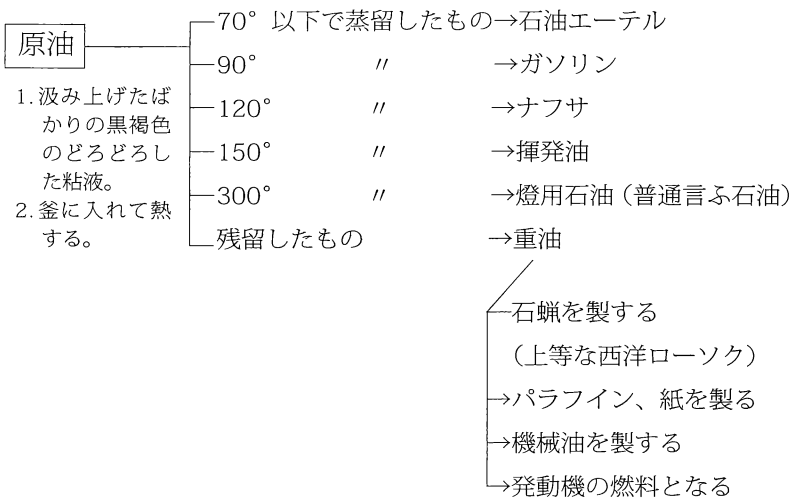 原油
1. 汲み上げたば
かりの黒褐色
のどろどろし
た粘液。
2. 釜に入れて熱
する。
70° 以下で蒸留したもの→石油エーテル
90° 〃 →ガソリン
120° 〃 →ナフサ
150° 〃 →揮発油
300° 〃 →燈用石油（普通言ふ石油）
残留したもの →重油
石蝋を製する
（上等な西洋ローソク）
→パラフイン、紙を製る
→機械油を製する
→発動機の燃料となる